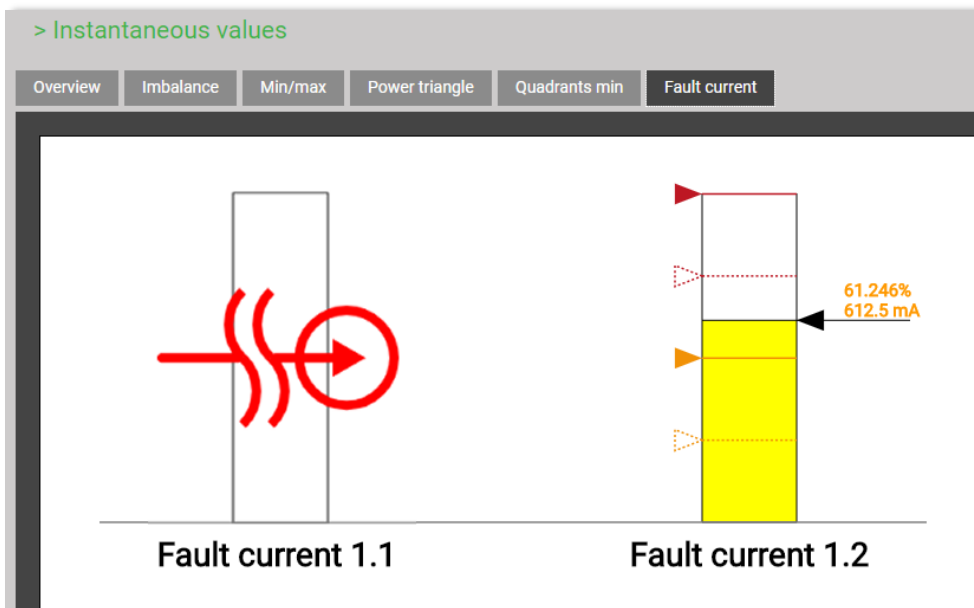 > Instantaneous values
Overview Imbalance Min/max Power triangle Quadrants min Fault current
61.246%
612.5 mA
Fault current 1.1 Fault current 1.2